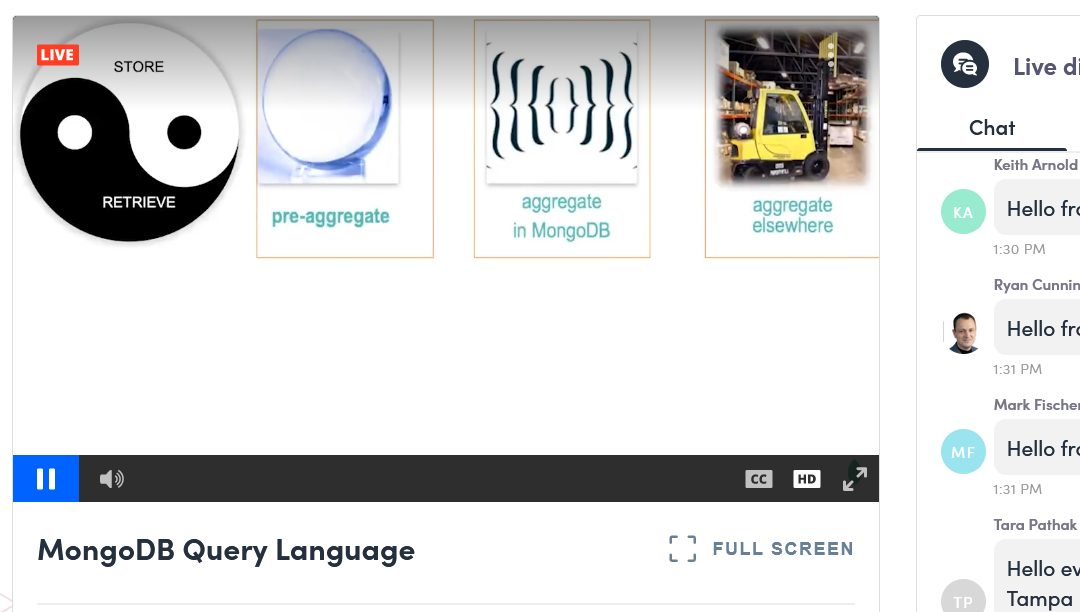 LIVE
STORE
RETRIEVE
pre-aggregate
aggregate
in MongoDB
aggregate
elsewhere
CC
HD
MongoDB Query Language
FULL SCREEN
Live di
Chat
Keith Arnold
KA
Hello fro
1:30 PM
Ryan Cunnin
Hello fro
1:31 PM
Mark Fischer
MF
Hello fro
1:31 PM
Tara Pathak
TP
Hello ev
Tampa